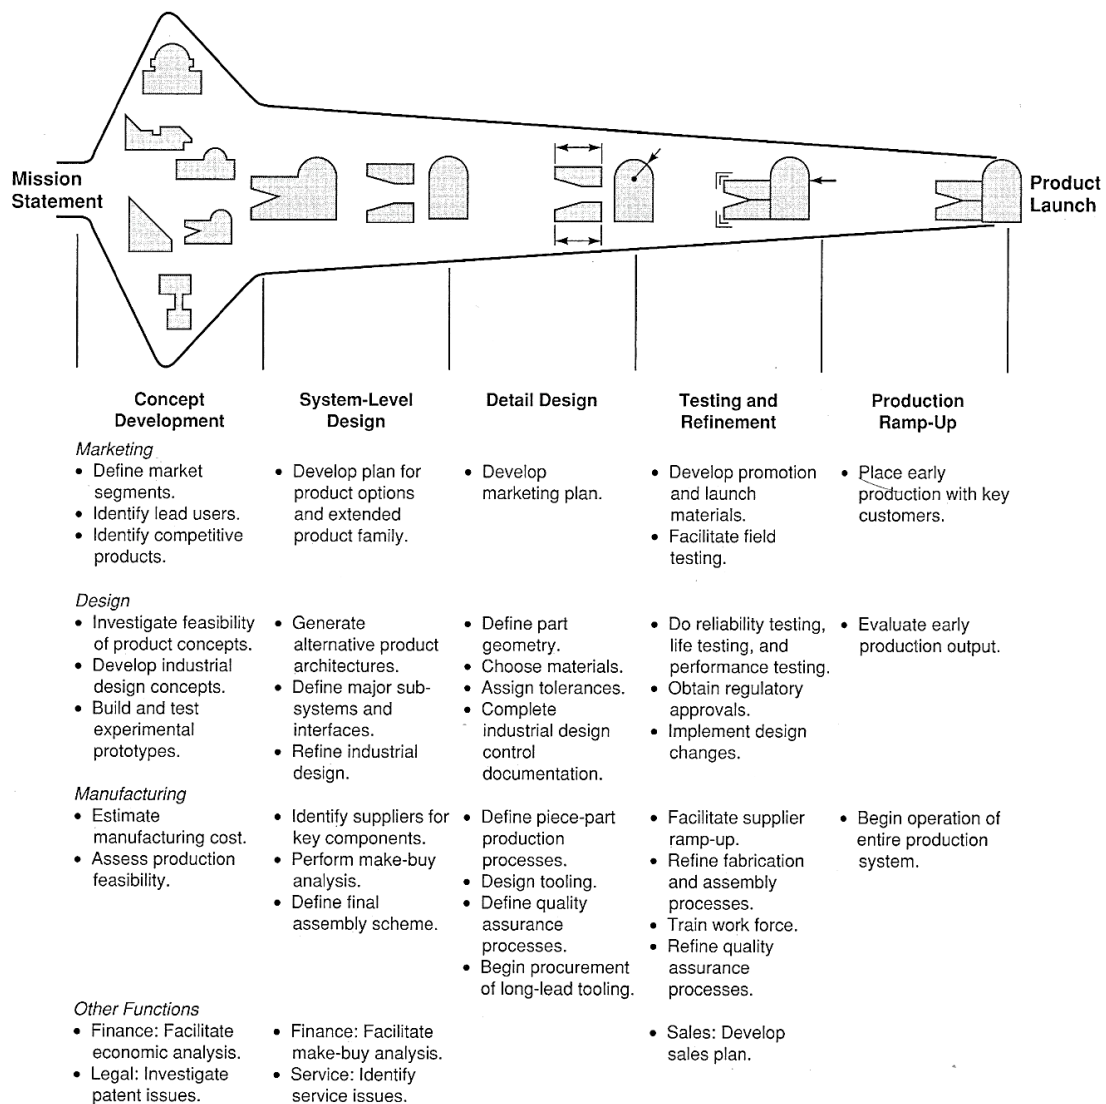 Mission
Statement
Product
Launch
Concept
Development
System-Level
Design
Detail Design
Testing and
Refinement
Production
Ramp-Up
Marketing
• Define market
segments.
• Identify lead users.
• Identify competitive
products.
• Develop plan for
product options
and extended
product family.
• Develop
marketing plan.
• Develop promotion
and launch
materials.
• Facilitate field
testing.
• Place early
production with key
customers.
Design
• Investigate feasibility
of product concepts.
• Develop industrial
design concepts.
• Build and test
experimental
prototypes.
• Generate
alternative product
architectures.
• Define major sub-
systems and
interfaces.
• Refine industrial
design.
• Define part
geometry.
• Choose materials.
• Assign tolerances.
• Complete
industrial design
control
documentation.
• Do reliability testing,
life testing, and
performance testing.
• Obtain regulatory
approvals.
• Implement design
changes.
• Evaluate early
production output.
Manufacturing
• Estimate
manufacturing cost.
• Assess production
feasibility.
• Identify suppliers for
key components.
• Perform make-buy
analysis.
• Define final
assembly scheme.
• Define piece-part
production
processes.
• Design tooling.
• Define quality
assurance
processes.
• Begin procurement
of long-lead tooling.
• Facilitate supplier
ramp-up.
• Refine fabrication
and assembly
processes.
• Train work force.
• Refine quality
assurance
processes.
• Begin operation of
entire production
system.
Other Functions
• Finance: Facilitate
economic analysis.
• Legal: Investigate
patent issues.
• Finance: Facilitate
make-buy analysis.
• Service: Identify
service issues.
• Sales: Develop
sales plan.